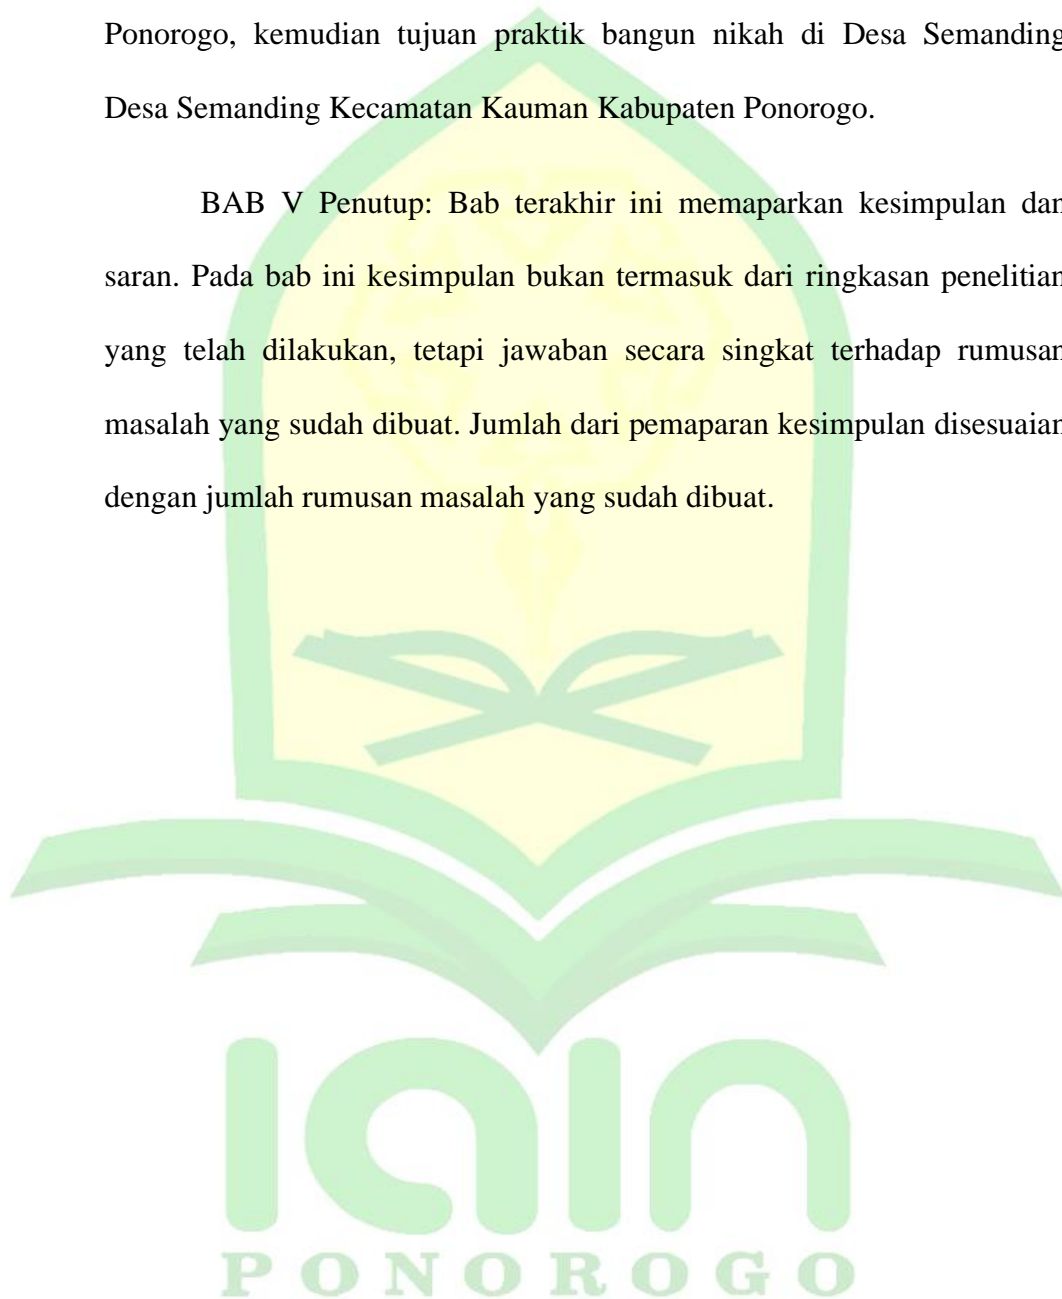 Ponorogo, kemudian tujuan praktik bangun nikah di Desa Semanding
Desa Semanding Kecamatan Kauman Kabupaten Ponorogo.
BAB V Penutup: Bab terakhir ini memaparkan kesimpulan dan
saran. Pada bab ini kesimpulan bukan termasuk dari ringkasan penelitian
yang telah dilakukan, tetapi jawaban secara singkat terhadap rumusan
masalah yang sudah dibuat. Jumlah dari pemaparan kesimpulan disesuaian
dengan jumlah rumusan masalah yang sudah dibuat.
iain
PONOROGO